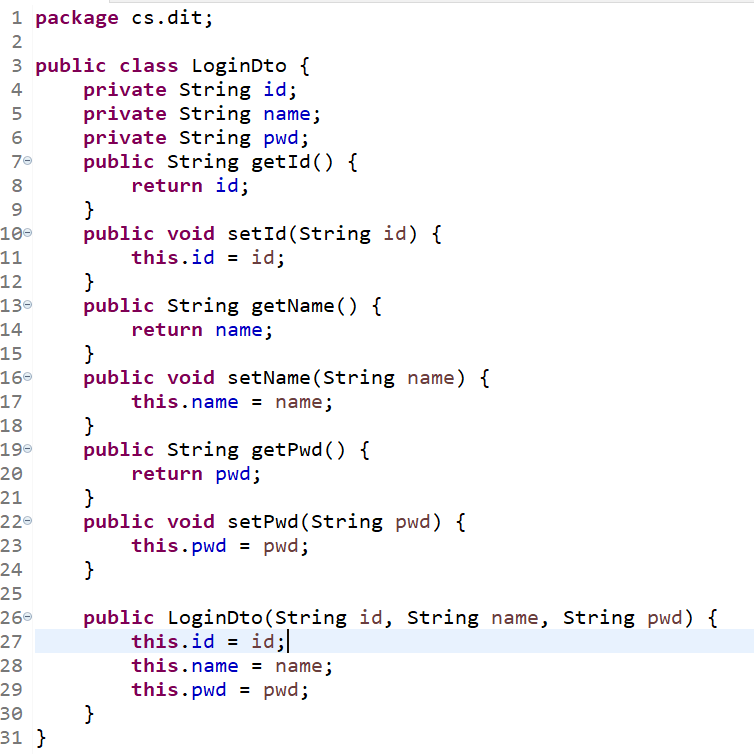 1 package cs.dit;
2
3 public class LoginDto {
4     private String id;
5     private String name;
6     private String pwd;
7     public String getId() {
8         return id;
9     }
10     public void setId(String id) {
11         this.id = id;
12     }
13     public String getName() {
14         return name;
15     }
16     public void setName(String name) {
17         this.name = name;
18     }
19     public String getPwd() {
20         return pwd;
21     }
22     public void setPwd(String pwd) {
23         this.pwd = pwd;
24     }
25
26     public LoginDto(String id, String name, String pwd) {
27         this.id = id;
28         this.name = name;
29         this.pwd = pwd;
30     }
31 }